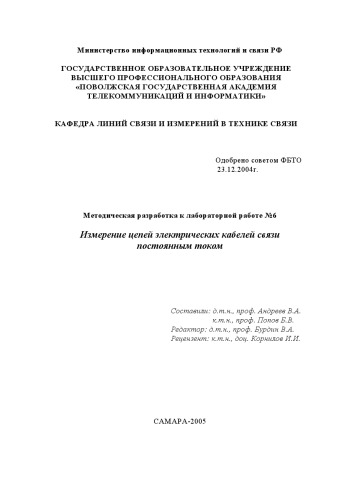 Министерство информационных технологий и связи РФ
ГОСУДАРСТВЕННОЕ ОБРАЗОВАТЕЛЬНОЕ УЧРЕЖДЕНИЕ
ВЫСШЕГО ПРОФЕССИОНАЛЬНОГО ОБРАЗОВАНИЯ
«ПОВОЛЖСКАЯ ГОСУДАРСТВЕННАЯ АКАДЕМИЯ
ТЕЛЕКОММУНИКАЦИЙ И ИНФОРМАТИКИ»
КАФЕДРА ЛИНИЙ СВЯЗИ И ИЗМЕРЕНИЙ В ТЕХНИКЕ СВЯЗИ
Одобрено советом ФБТО
23.12.2004г.
Методическая разработка к лабораторной работе №6
Измерение цепей электрических кабелей связи
постоянным током
Составили: д.т.н., проф. Андреев В.А.
к.т.н., проф. Попов Б.В.
Редактор: д.т.н., проф. Бурдин В.А.
Рецензент: к.т.н., доц. Корнилов И.И.
САМАРА-2005